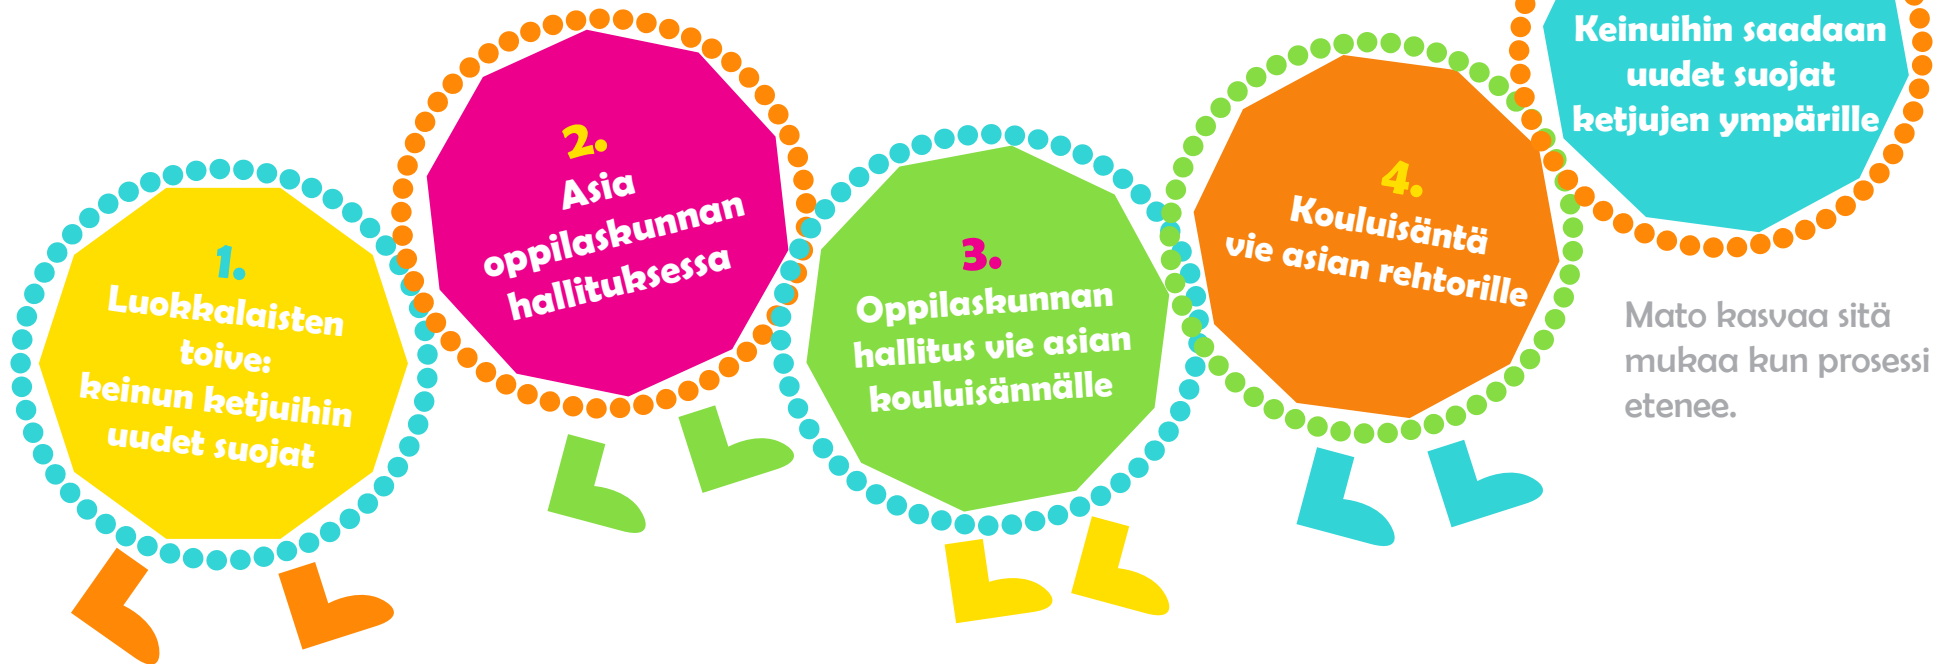 1.
Luokkalaisten
toive:
keinun ketjuihin
uudet suojat
2.
Asia
oppilaskunnan
hallituksessa
3.
Oppilaskunnan
hallitus vie asian
kouluisännälle
4.
Kouluisäntä
vie asian rehtorille
Keinuihin saadaan
uudet suojat
ketjujen ympärille
Mato kasvaa sitä
mukaa kun prosessi
etenee.